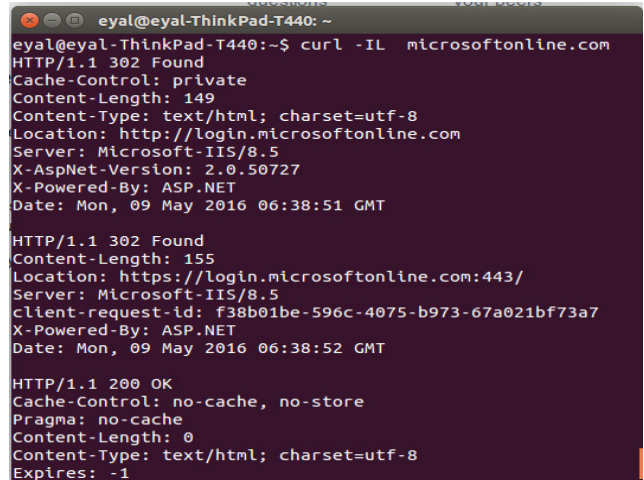 questions your peers
eyal@eyal-ThinkPad-T440: ~
eyal@eyal-ThinkPad-T440:~$ curl -IL  microsoftonline.com
HTTP/1.1 302 Found
Cache-Control: private
Content-Length: 149
Content-Type: text/html; charset=utf-8
Location: http://login.microsoftonline.com
Server: Microsoft-IIS/8.5
X-AspNet-Version: 2.0.50727
X-Powered-By: ASP.NET
Date: Mon, 09 May 2016 06:38:51 GMT

HTTP/1.1 302 Found
Content-Length: 155
Location: https://login.microsoftonline.com:443/
Server: Microsoft-IIS/8.5
client-request-id: f38b01be-596c-4075-b973-67a021bf73a7
X-Powered-By: ASP.NET
Date: Mon, 09 May 2016 06:38:52 GMT

HTTP/1.1 200 OK
Cache-Control: no-cache, no-store
Pragma: no-cache
Content-Length: 0
Content-Type: text/html; charset=utf-8
Expires: -1